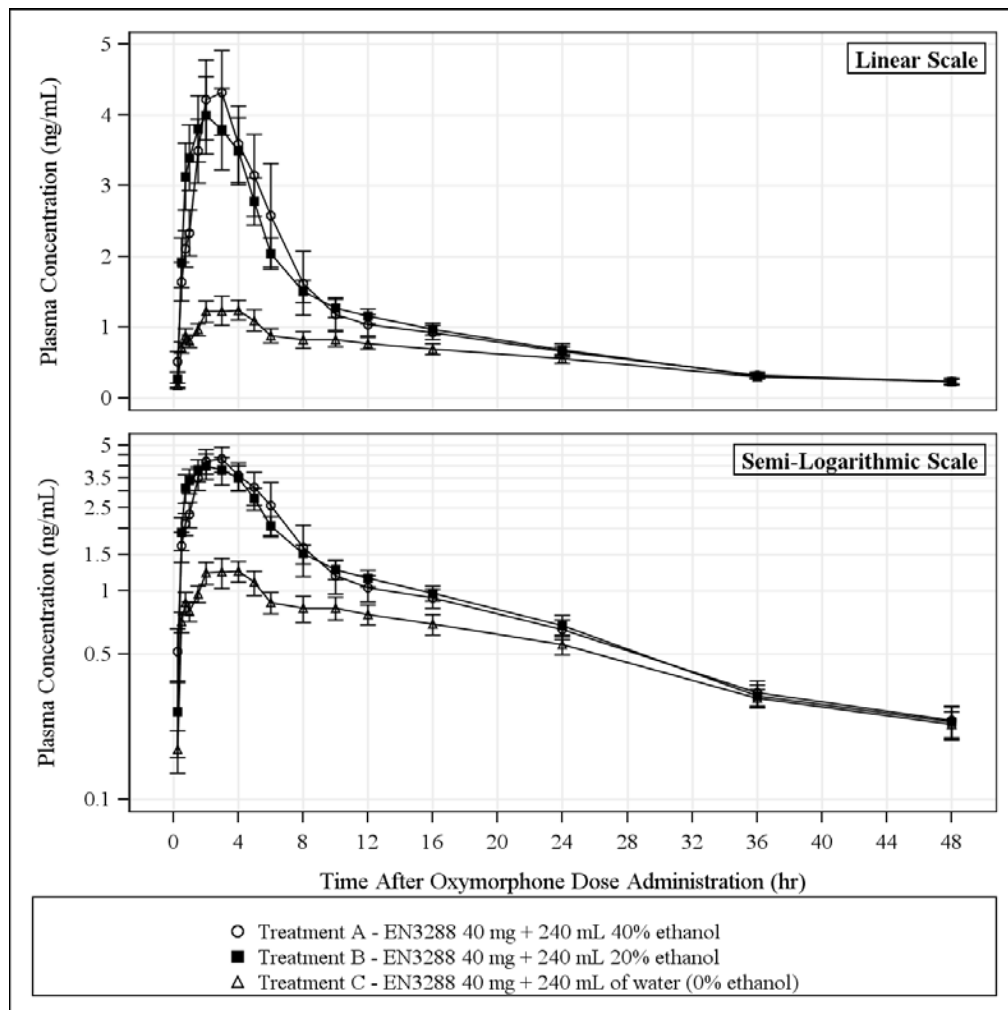 Linear Scale
Plasma Concentration (ng/mL)
5
4
3
2
1
0
Semi-Logarithmic Scale
Plasma Concentration (ng/mL)
5
3.5
2.5
1.5
1
0.5
0.1
0 4 8 12 16 20 24 28 32 36 40 44 48
Time After Oxymorphone Dose Administration (hr)
Treatment A - EN3288 40 mg + 240 mL 40% ethanol
Treatment B - EN3288 40 mg + 240 mL 20% ethanol
Treatment C - EN3288 40 mg + 240 mL of water (0% ethanol)